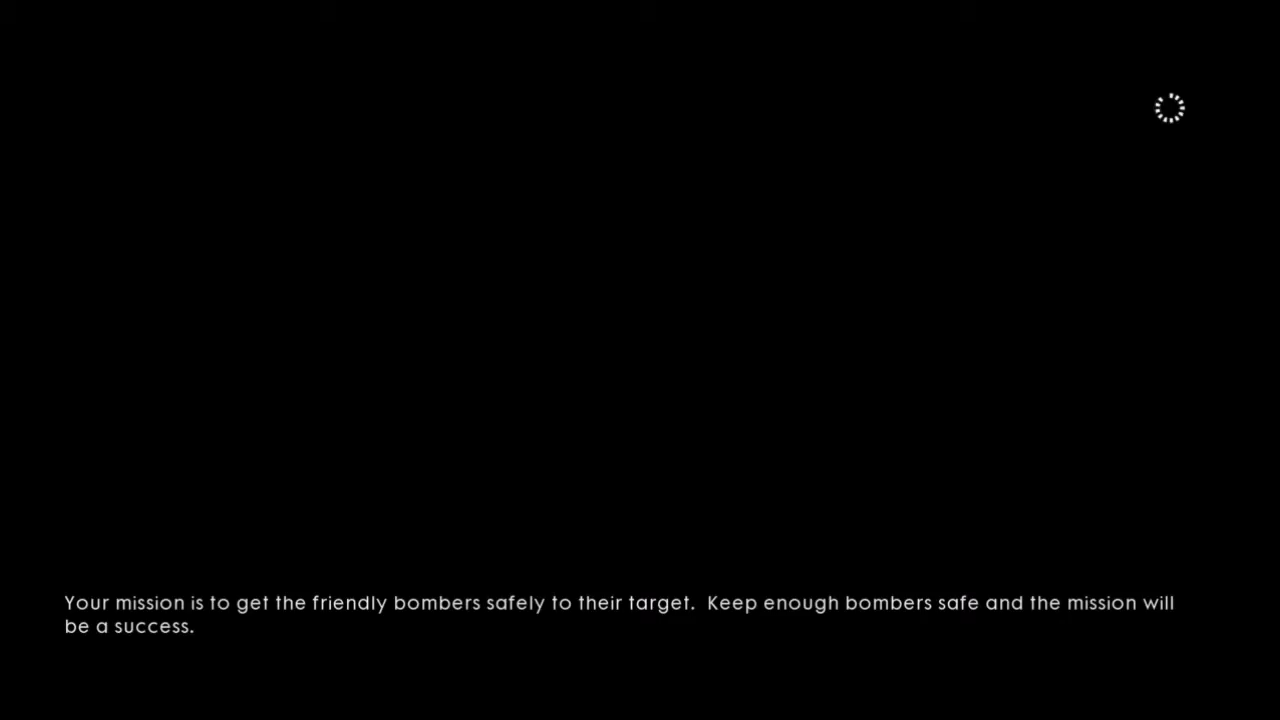 Your mission is to get the friendly bombers safely to their target.  Keep enough bombers safe and the mission will
be a success.